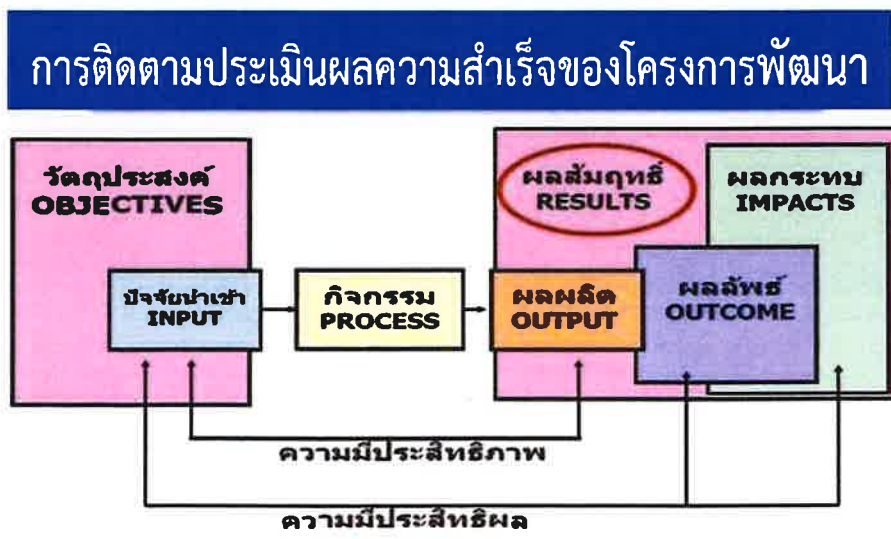 การติดตามประเมินผลความสำเร็จของโครงการพัฒนา
วัตถุประสงค์
OBJECTIVES
ปัจจัยนำเข้า
INPUT
กิจกรรม
PROCESS
ผลสัมฤทธิ์
RESULTS
ผลกระทบ
IMPACTS
ผลผลิต
OUTPUT
ผลลัพธ์
OUTCOME
ความมีประสิทธิภาพ
ความมีประสิทธิผล